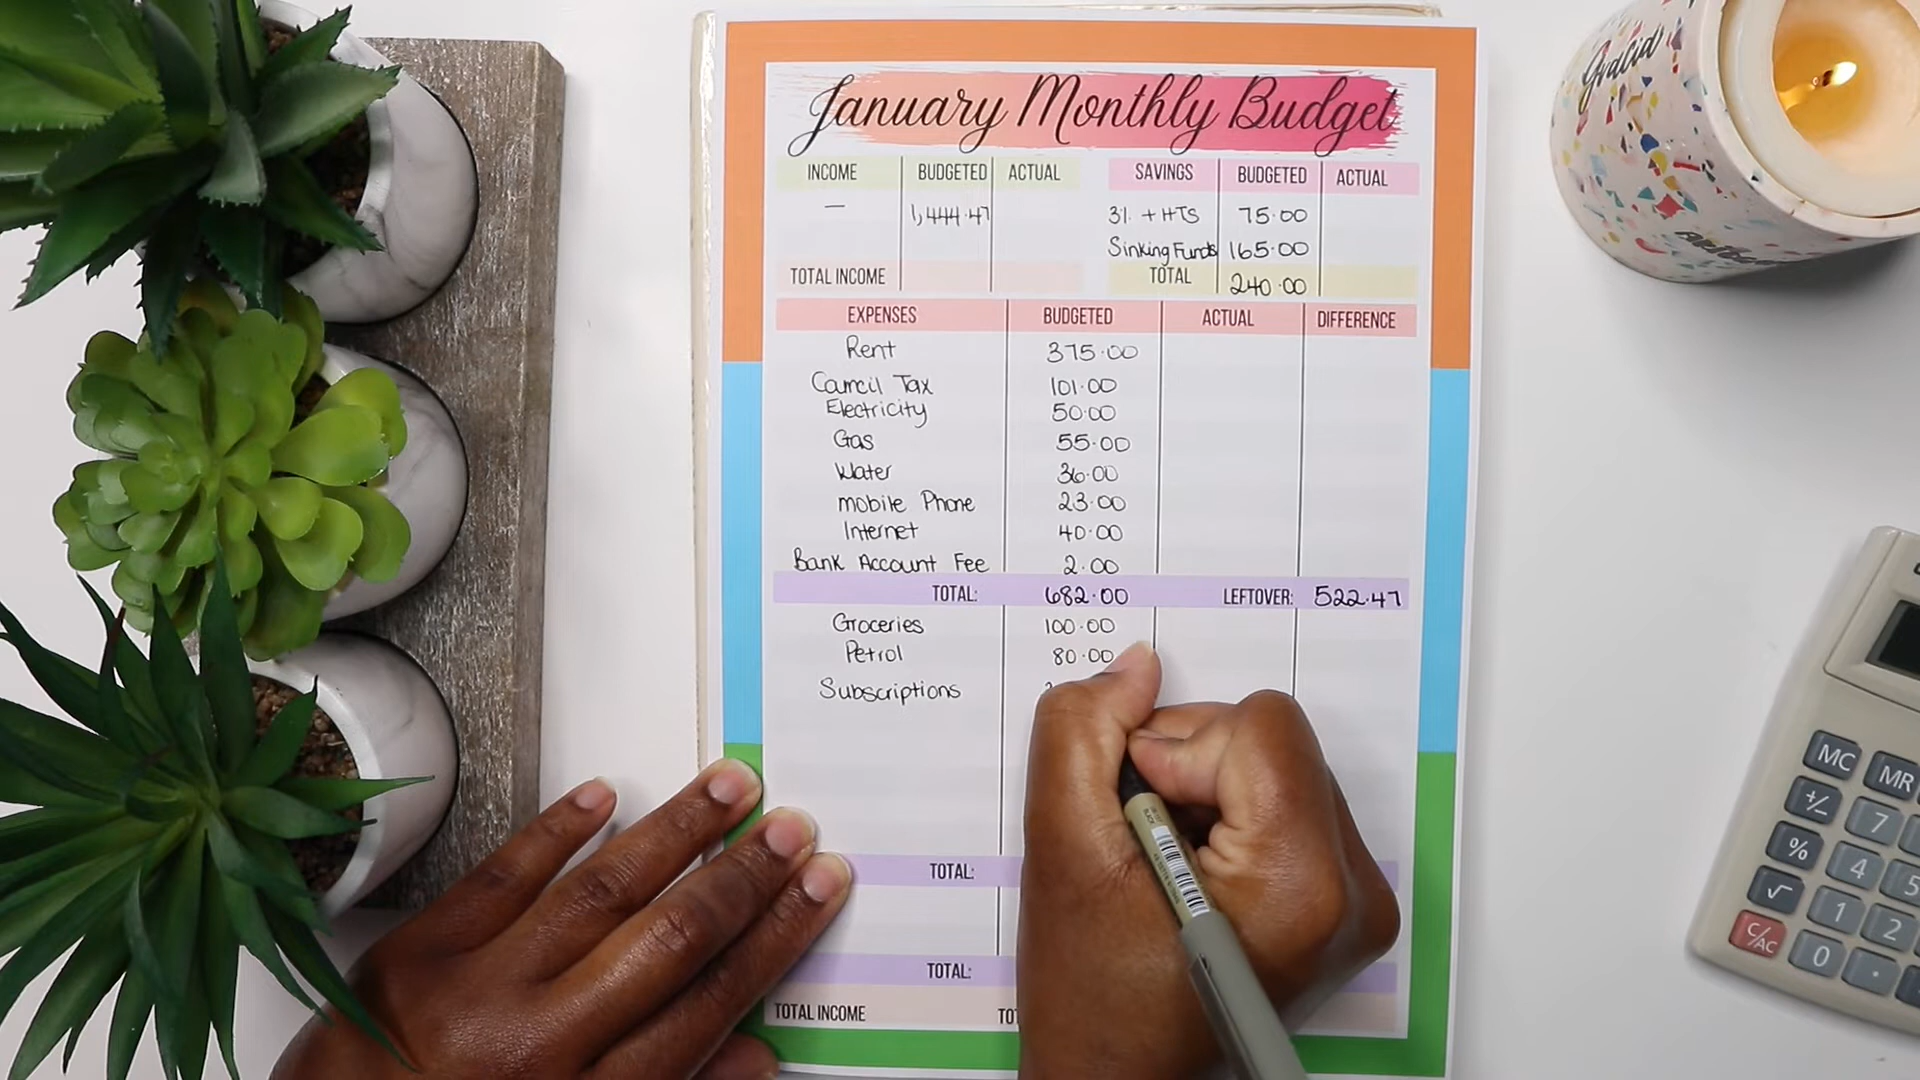 January Monthly Budget
INCOME BUDGETED ACTUAL SAVINGS BUDGETED ACTUAL
— 1,444.47 3% + HTS 75.00
Sinking Funds 165.00
TOTAL INCOME TOTAL 240.00
EXPENSES BUDGETED ACTUAL DIFFERENCE
Rent 375.00
Council Tax 101.00
Electricity 50.00
Gas 55.00
Water 36.00
mobile Phone 23.00
Internet 40.00
Bank Account Fee 2.00
TOTAL: 682.00 LEFTOVER: 522.47
Groceries 100.00
Petrol 80.00
Subscriptions
TOTAL:
TOTAL:
TOTAL INCOME
MC MR
+/- 7
% 4 5
√ 1 2
C/AC 0 .